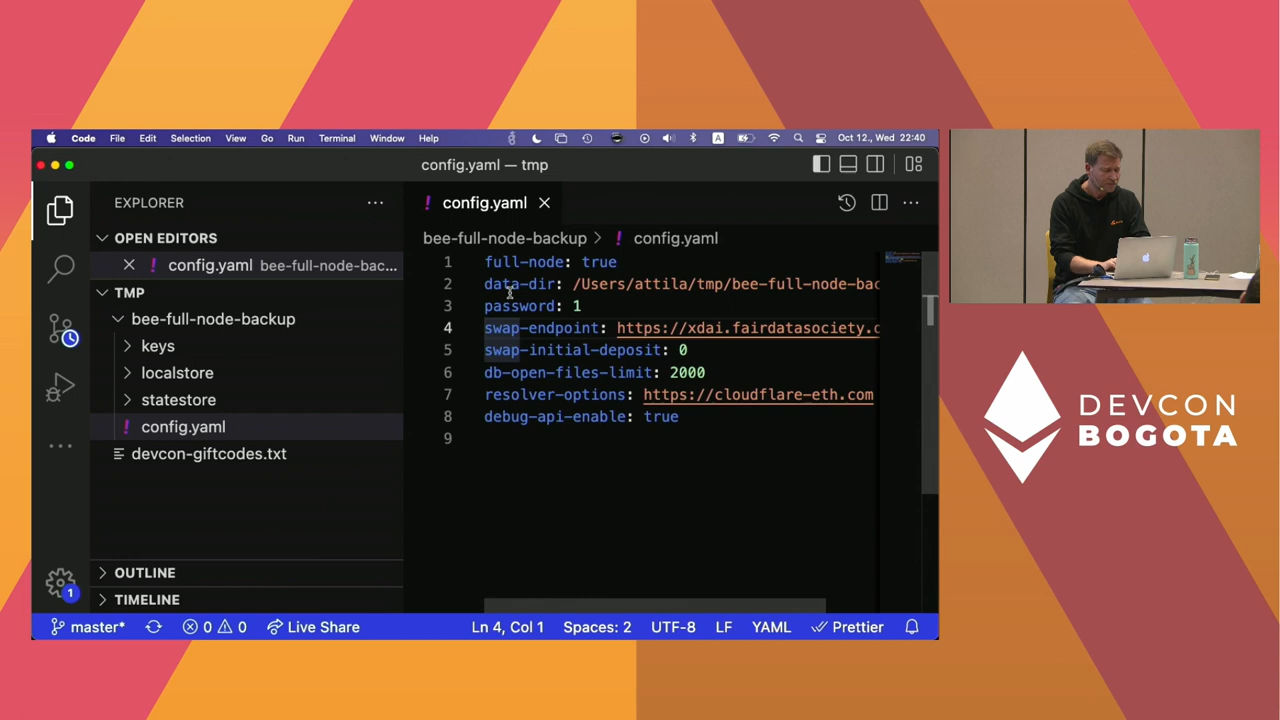 Code File Edit Selection View Go Run Terminal Window Help A Oct 12., Wed 22:40
config.yaml — tmp
EXPLORER
OPEN EDITORS
config.yaml bee-full-node-bac...
TMP
bee-full-node-backup
keys
localstore
statestore
config.yaml
devcon-giftcodes.txt
OUTLINE
TIMELINE
1
config.yaml
bee-full-node-backup > config.yaml
1 full-node: true
2 data-dir: /Users/attila/tmp/bee-full-node-bac
3 password: 1
4 swap-endpoint: https://xdai.fairdatasociety.o
5 swap-initial-deposit: 0
6 db-open-files-limit: 2000
7 resolver-options: https://cloudflare-eth.com
8 debug-api-enable: true
9
master* 0 0 Live Share Ln 4, Col 1 Spaces: 2 UTF-8 LF YAML Prettier
DEVCON
BOGOTA